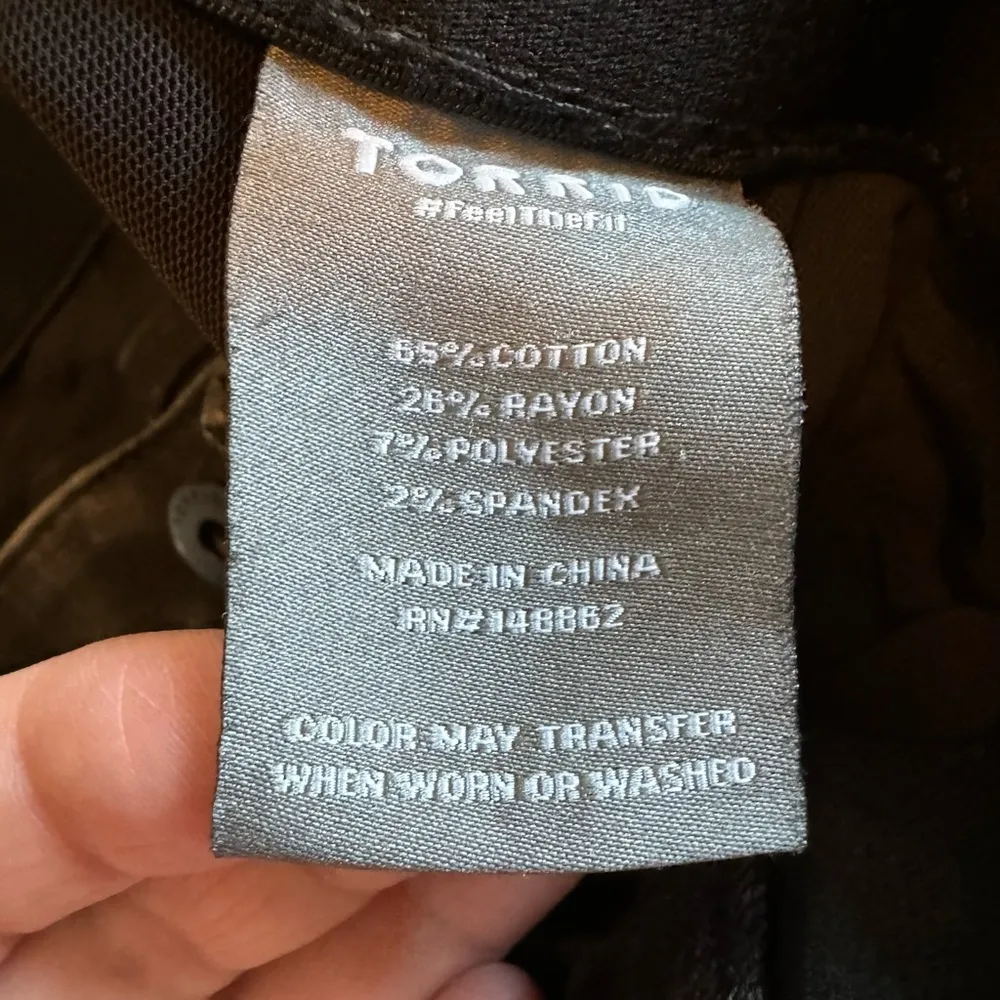 TORRID
#FeelTheFit
65% COTTON
26% RAYON
7% POLYESTER
2% SPANDEX
MADE IN CHINA
RN#148862
COLOR MAY TRANSFER
WHEN WORN OR WASHED